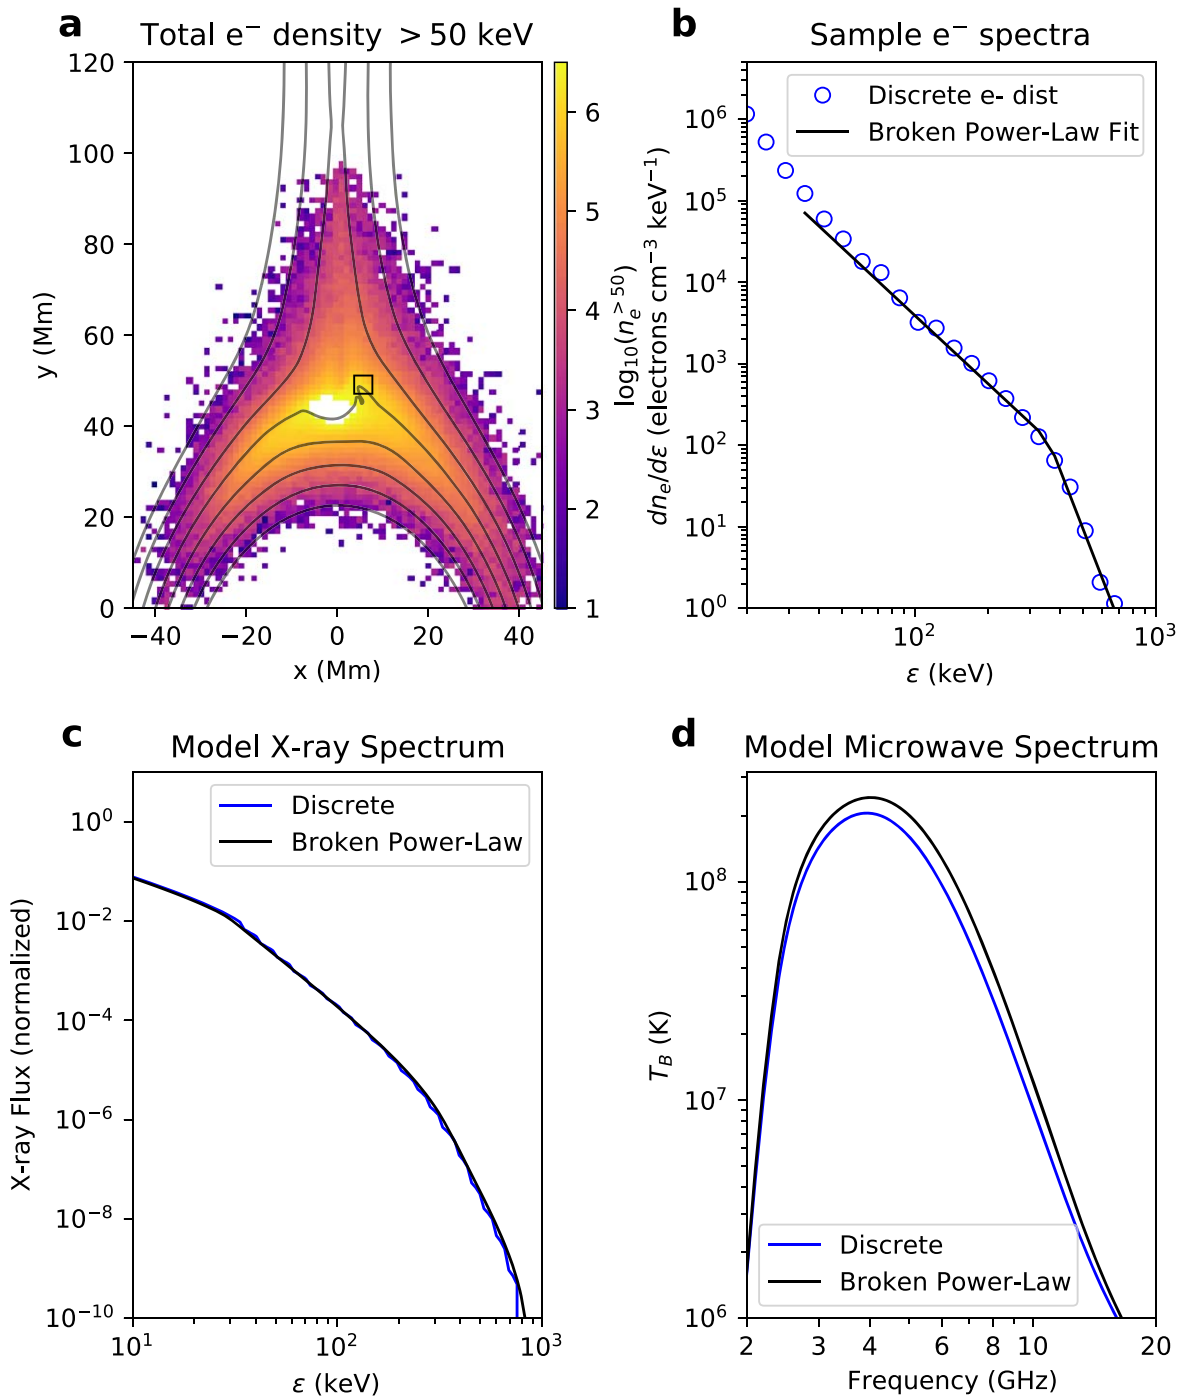 a
Total e⁻ density > 50 keV
120
100
80
60
40
20
0
y (Mm)
−40
−20
0
20
40
x (Mm)
6
5
4
3
2
1
log₁₀(nₑ^{>50})
b
Sample e⁻ spectra
Discrete e- dist
Broken Power-Law Fit
10⁶
10⁵
10⁴
10³
10²
10¹
10⁰
dnₑ/dε (electrons cm⁻³ keV⁻¹)
10²
10³
ε (keV)
c
Model X-ray Spectrum
Discrete
Broken Power-Law
10⁰
10⁻²
10⁻⁴
10⁻⁶
10⁻⁸
10⁻¹⁰
X-ray Flux (normalized)
10¹
10²
10³
ε (keV)
d
Model Microwave Spectrum
10⁸
10⁷
10⁶
T_B (K)
Discrete
Broken Power-Law
2
3
4
6
10
20
Frequency (GHz)